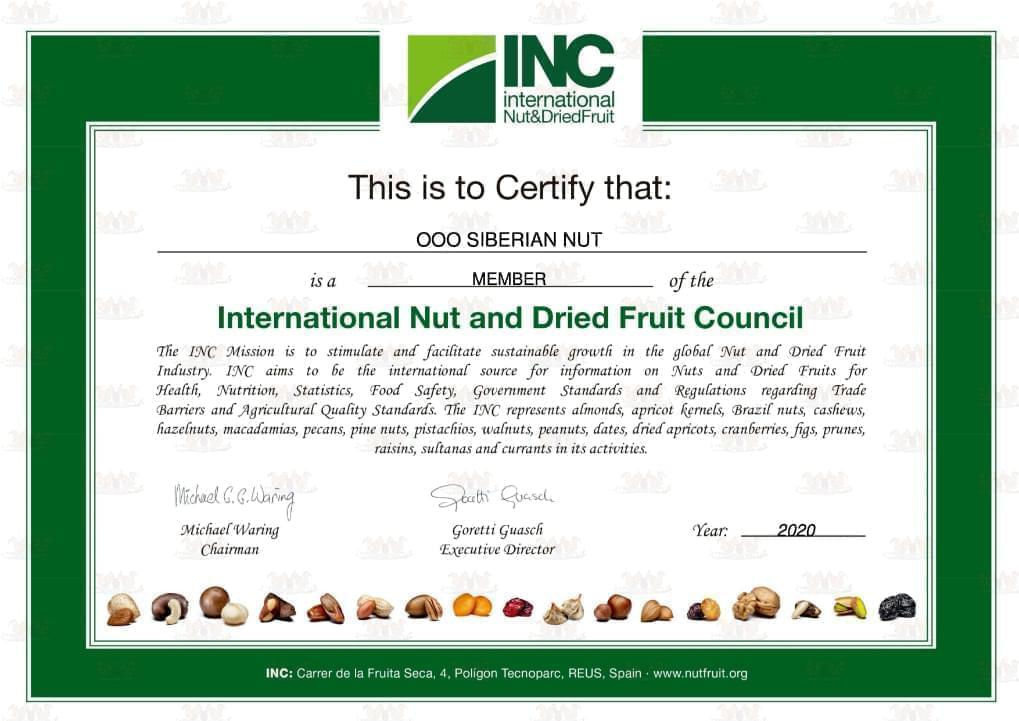 INC
international
Nut&DriedFruit
This is to Certify that:
OOO SIBERIAN NUT
is a MEMBER of the
International Nut and Dried Fruit Council
The INC Mission is to stimulate and facilitate sustainable growth in the global Nut and Dried Fruit
Industry. INC aims to be the international source for information on Nuts and Dried Fruits for
Health, Nutrition, Statistics, Food Safety, Government Standards and Regulations regarding Trade
Barriers and Agricultural Quality Standards. The INC represents almonds, apricot kernels, Brazil nuts, cashews,
hazelnuts, macadamias, pecans, pine nuts, pistachios, walnuts, peanuts, dates, dried apricots, cranberries, figs, prunes,
raisins, sultanas and currants in its activities.
Michael G. G. Waring Goretti Guasch
Michael Waring Goretti Guasch Year: 2020
Chairman Executive Director
INC: Carrer de la Fruita Seca, 4, Polígon Tecnoparc, REUS, Spain · www.nutfruit.org